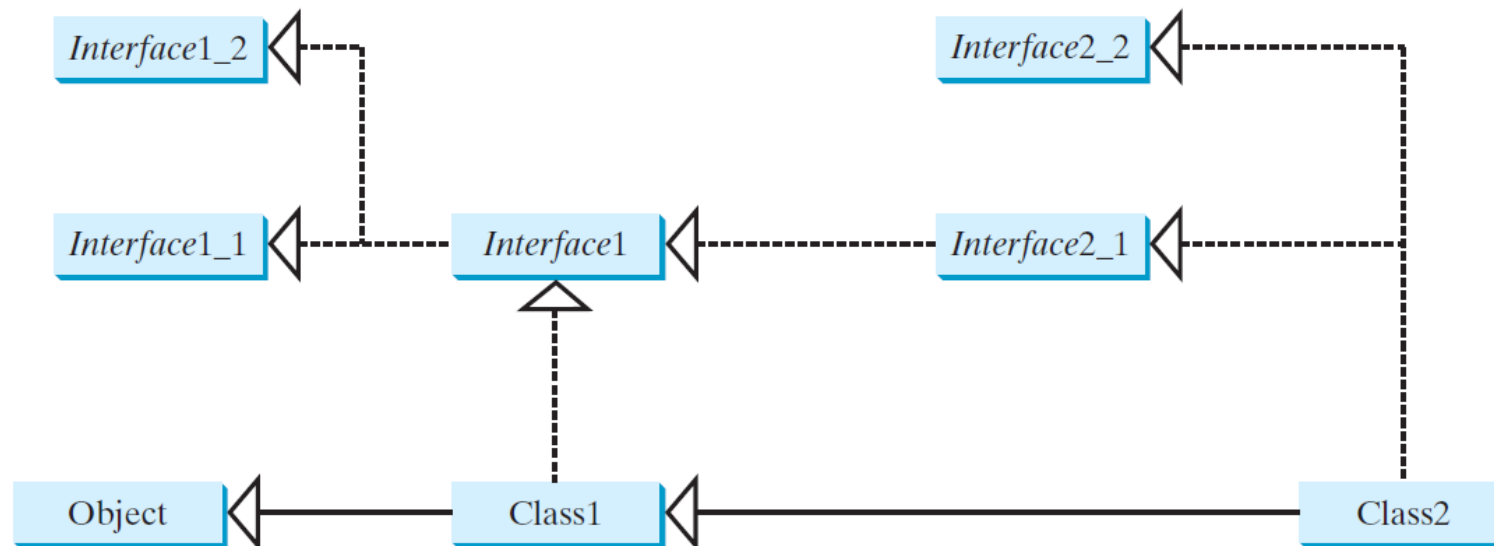 Interface1_2
Interface2_2
Interface1_1
Interface1
Interface2_1
Object
Class1
Class2